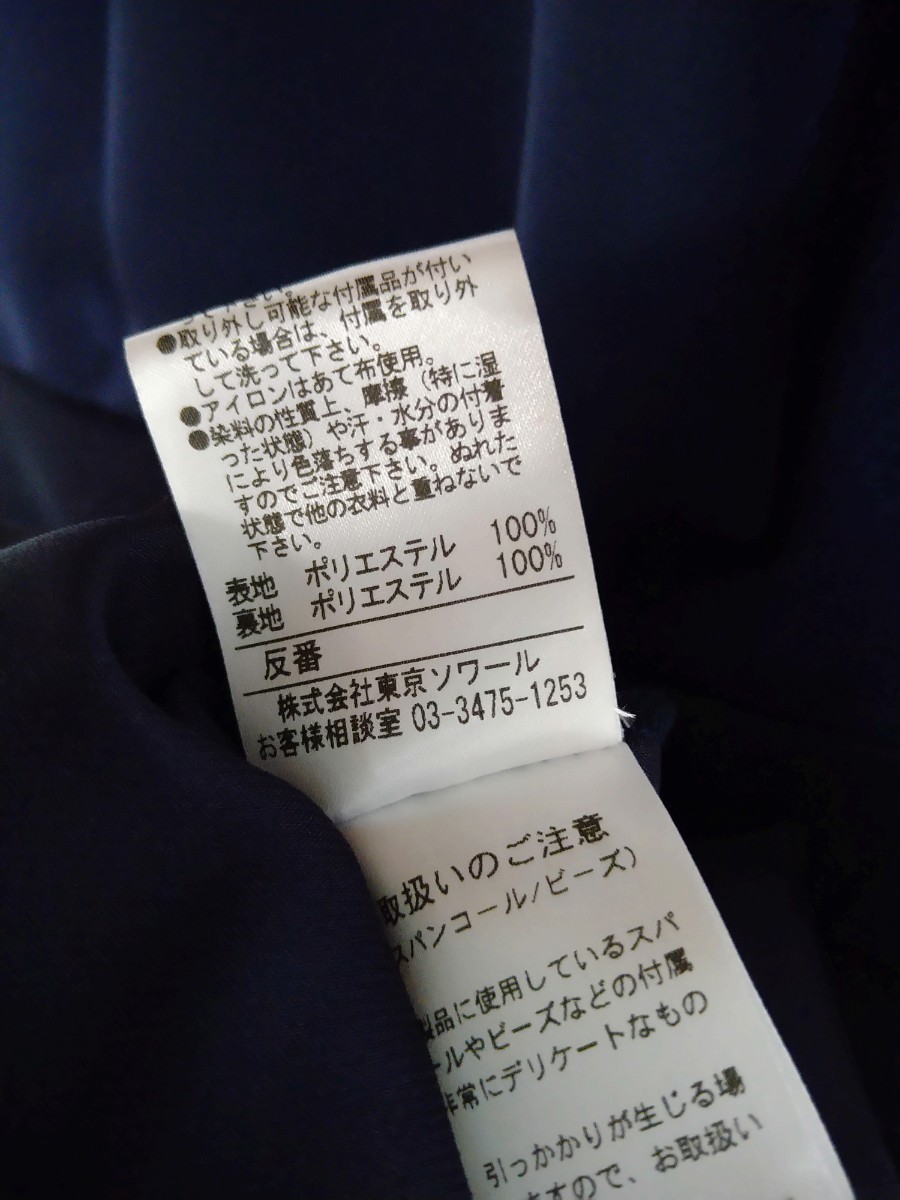 って下さい。
●取り外し可能な付属品が付い
ている場合は、付属を取り外
して洗って下さい。
●アイロンはあて布使用。
●染料の性質上、摩擦（特に湿
った状態）や汗・水分の付着
により色落ちする事がありま
すのでご注意下さい。ぬれた
状態で他の衣料と重ねないで
下さい。
表地 ポリエステル 100%
裏地 ポリエステル 100%
反番
株式会社東京ソワール
お客様相談室 03-3475-1253
取扱いのご注意
スパンコール/ビーズ）
製品に使用しているスパ
ールやビーズなどの付属
非常にデリケートなもの
引っかかりが生じる場
ますので、お取扱い